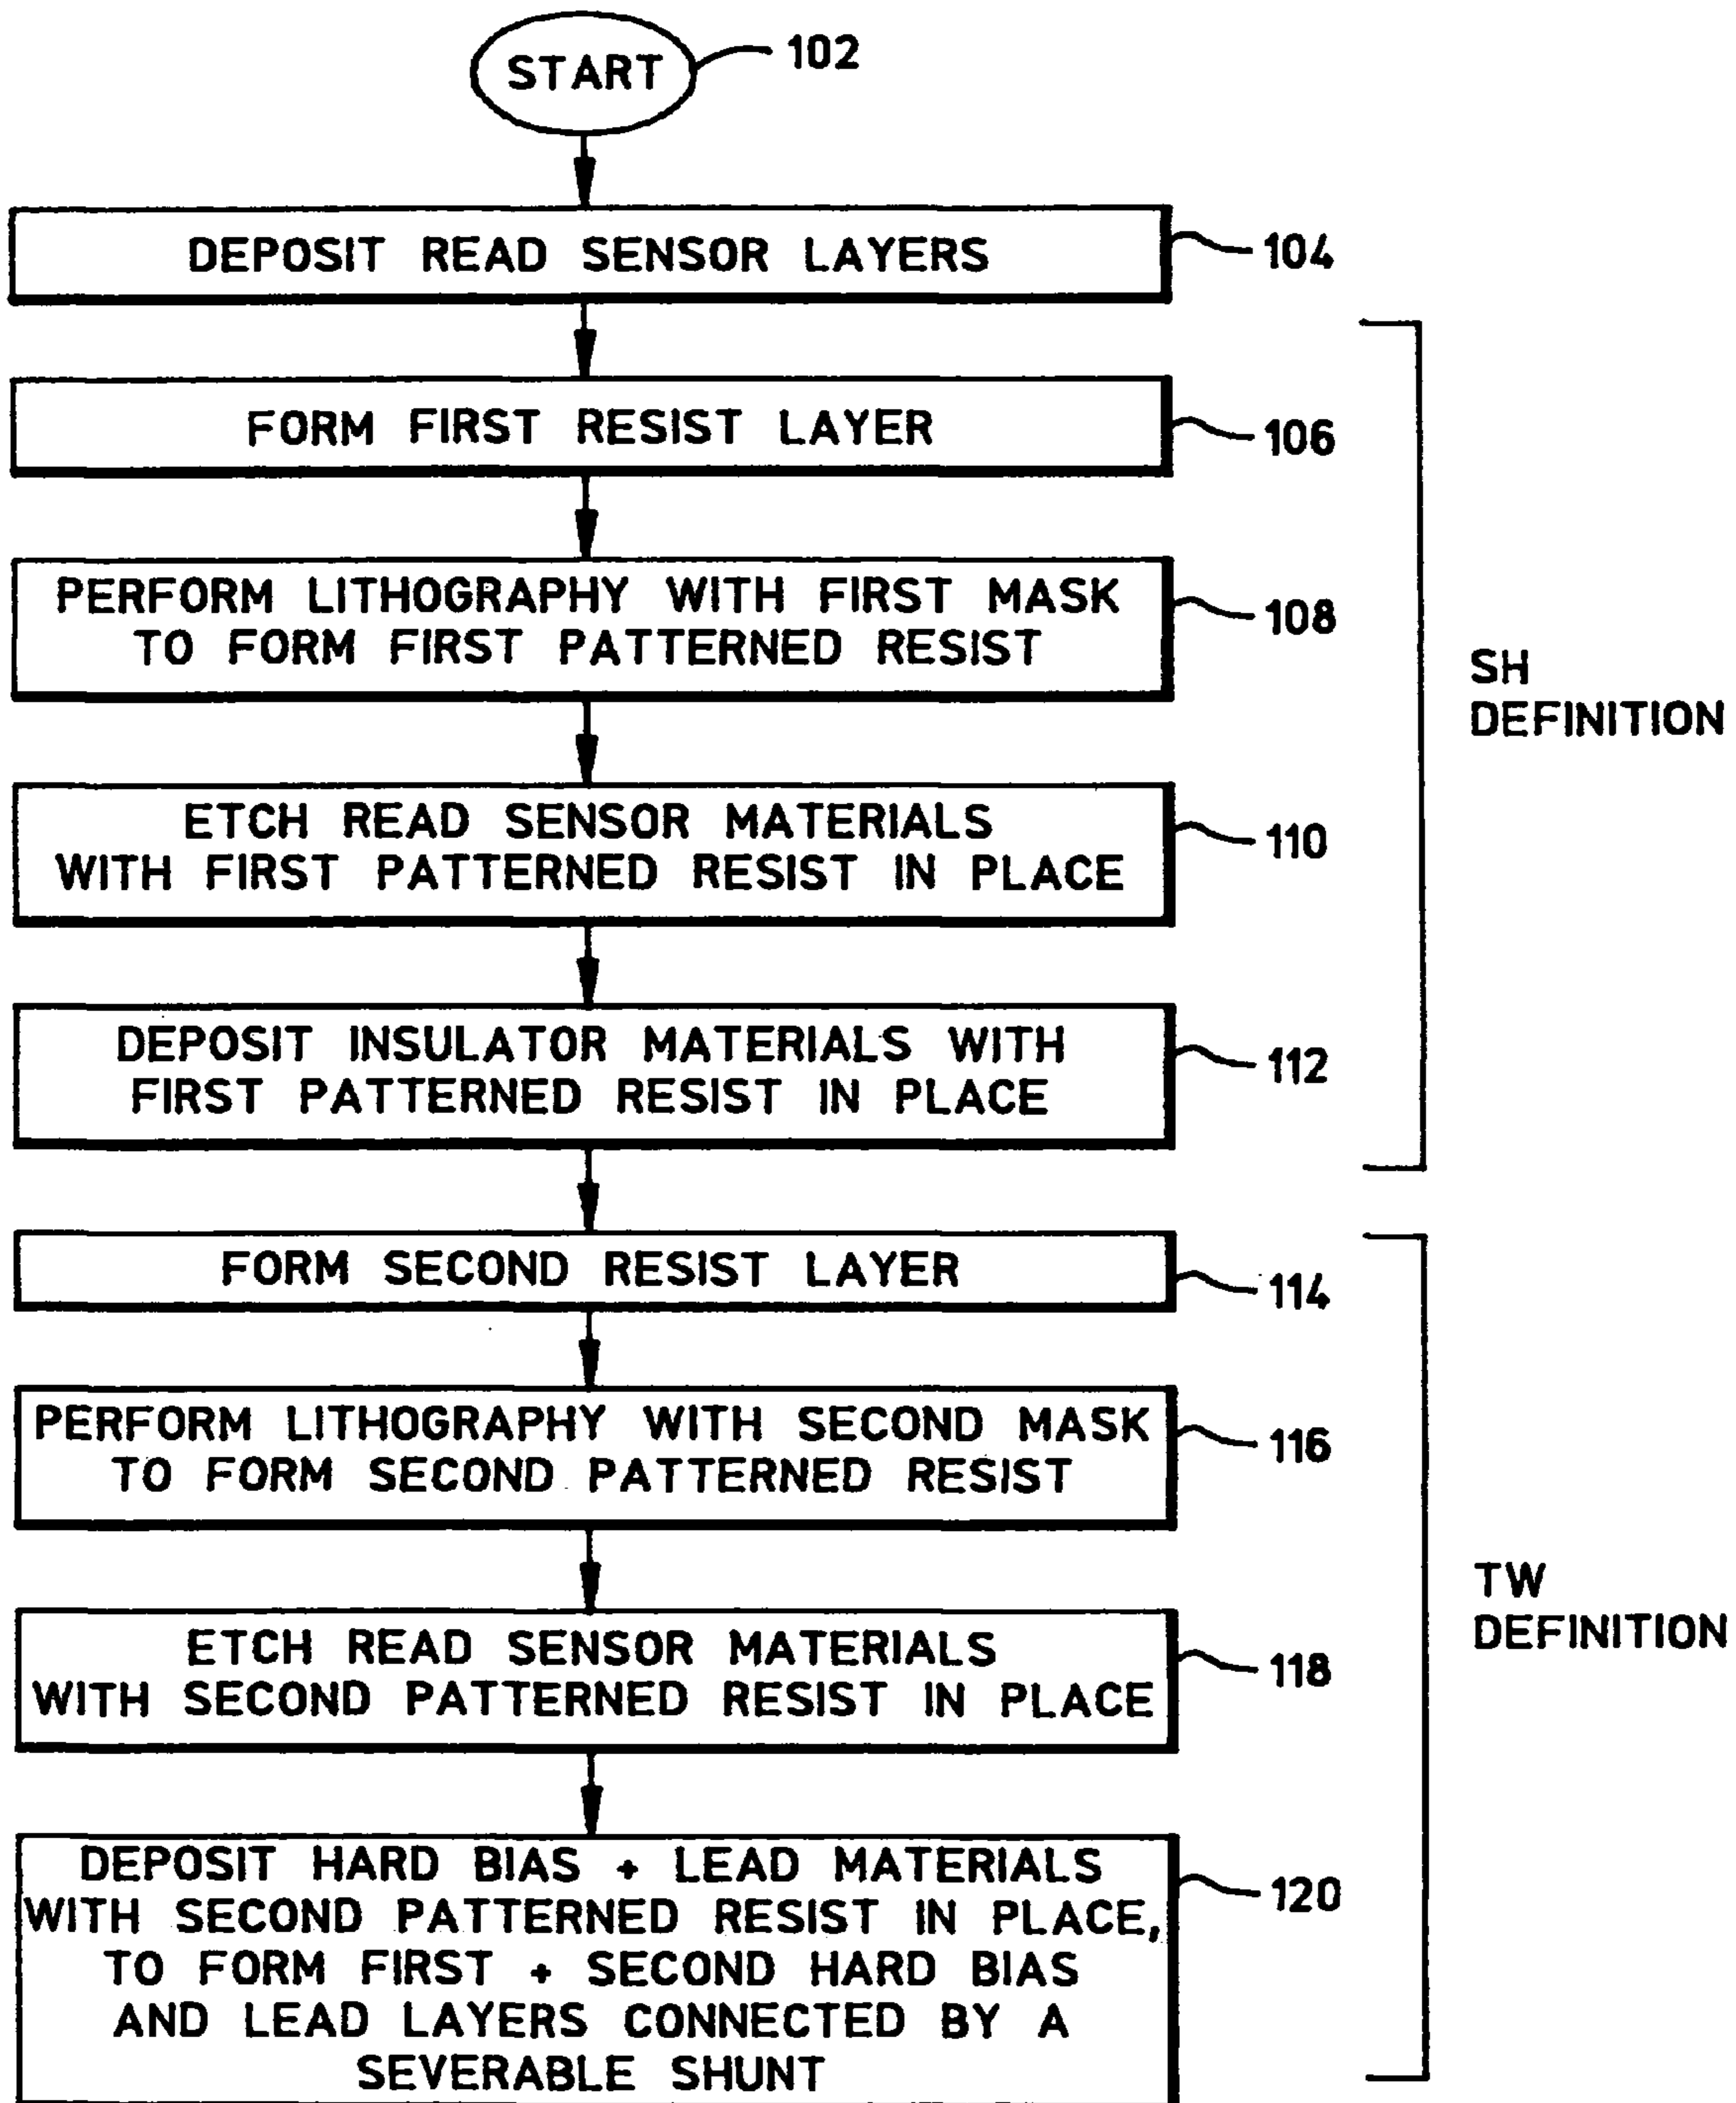 START
102
DEPOSIT READ SENSOR LAYERS
104
FORM FIRST RESIST LAYER
106
PERFORM LITHOGRAPHY WITH FIRST MASK
TO FORM FIRST PATTERNED RESIST
108
SH
DEFINITION
ETCH READ SENSOR MATERIALS
WITH FIRST PATTERNED RESIST IN PLACE
110
DEPOSIT INSULATOR MATERIALS WITH
FIRST PATTERNED RESIST IN PLACE
112
FORM SECOND RESIST LAYER
114
PERFORM LITHOGRAPHY WITH SECOND MASK
TO FORM SECOND PATTERNED RESIST
116
TW
DEFINITION
ETCH READ SENSOR MATERIALS
WITH SECOND PATTERNED RESIST IN PLACE
118
DEPOSIT HARD BIAS + LEAD MATERIALS
WITH SECOND PATTERNED RESIST IN PLACE,
TO FORM FIRST + SECOND HARD BIAS
AND LEAD LAYERS CONNECTED BY A
SEVERABLE SHUNT
120